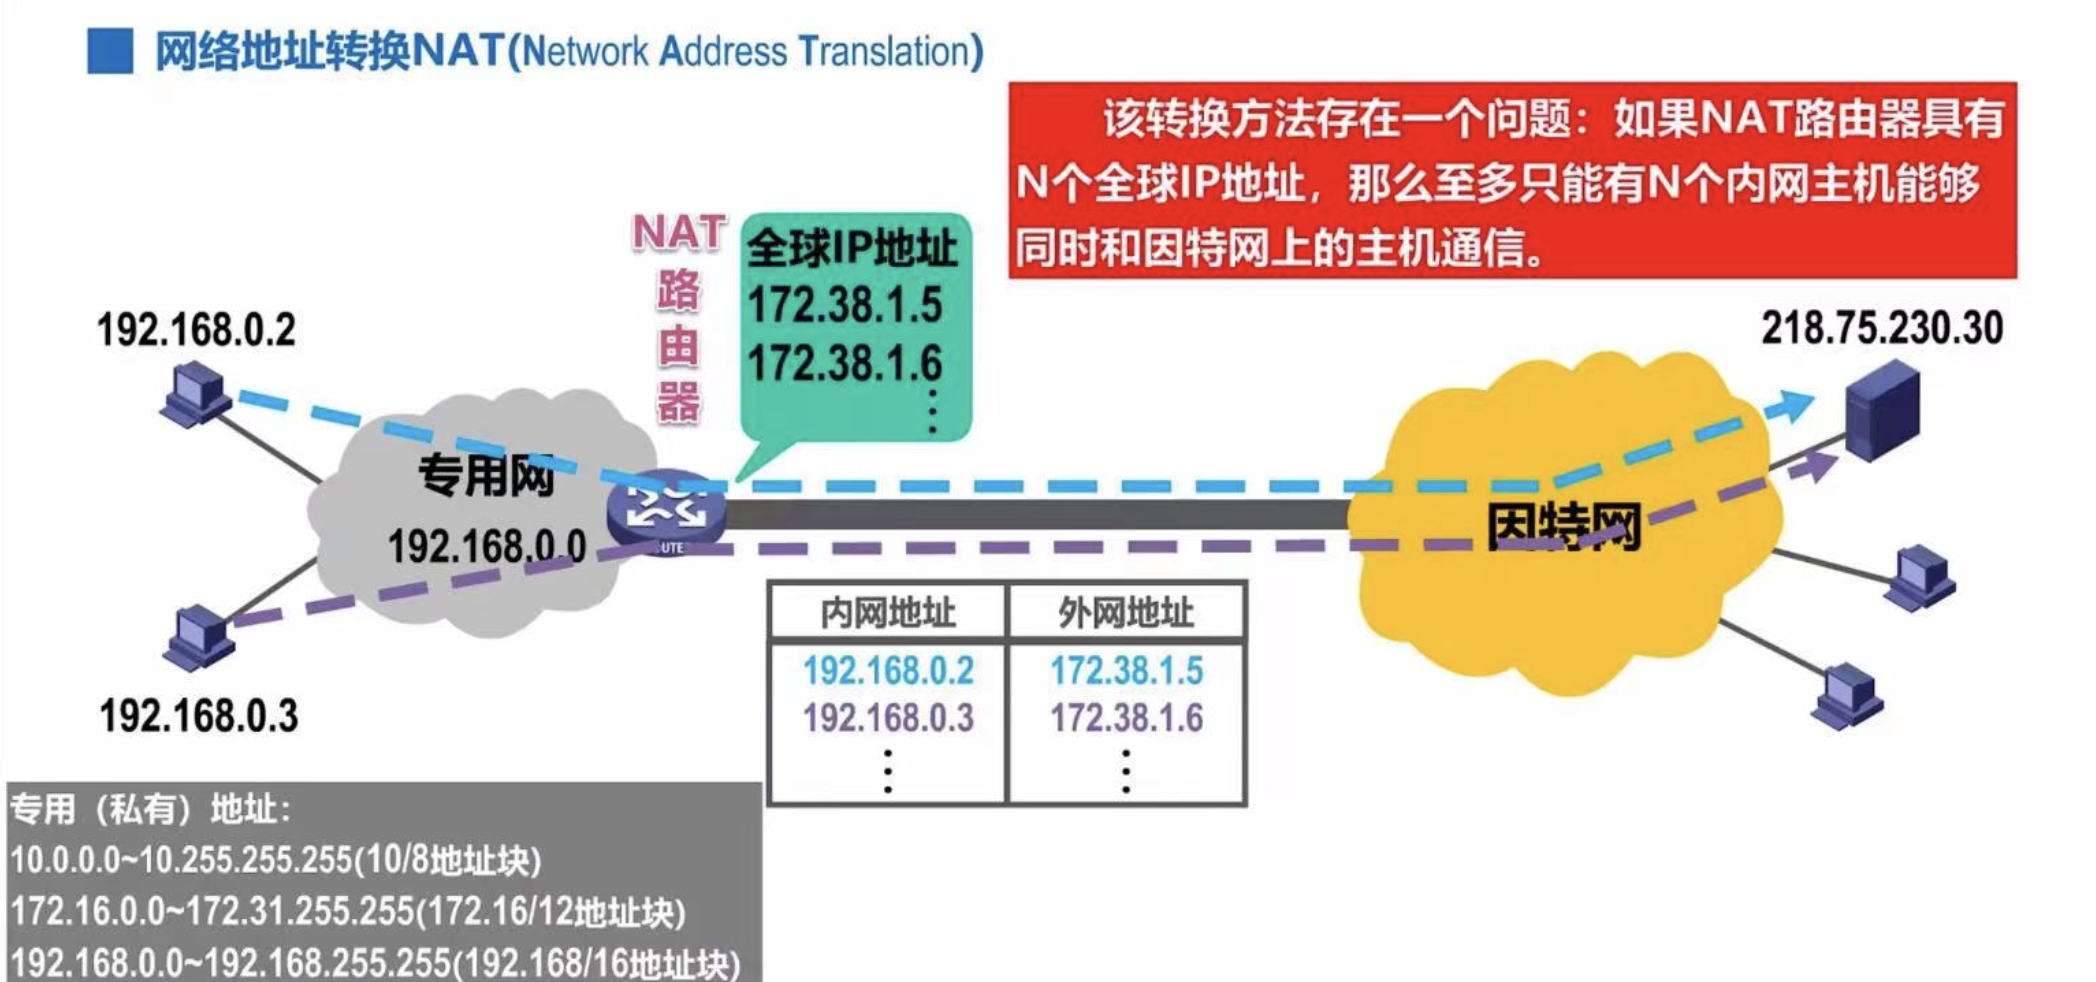 网络地址转换NAT(Network Address Translation)
该转换方法存在一个问题：如果NAT路由器具有
N个全球IP地址，那么至多只能有N个内网主机能够
同时和因特网上的主机通信。
NAT
路
由
器
全球IP地址
172.38.1.5
172.38.1.6
⋮
192.168.0.2
218.75.230.30
专用网
192.168.0.0
UTE
因特网
192.168.0.3
内网地址 外网地址
192.168.0.2 172.38.1.5
192.168.0.3 172.38.1.6
⋮ ⋮
专用（私有）地址：
10.0.0.0~10.255.255.255(10/8地址块)
172.16.0.0~172.31.255.255(172.16/12地址块)
192.168.0.0~192.168.255.255(192.168/16地址块)